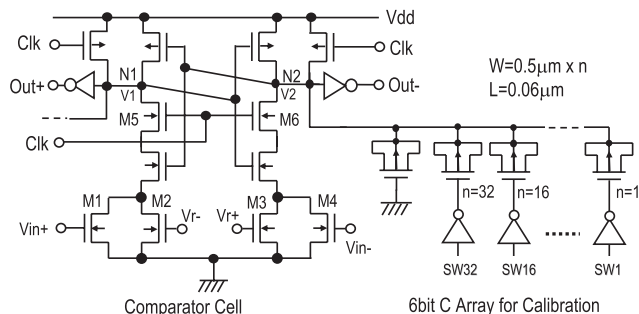 Vdd
Clk
Clk
Out+
N1
N2
Out-
V1
V2
W=0.5μm x n
L=0.06μm
M5
M6
Clk
n=32
n=16
n=1
M1
M2
Vr-
Vr+
M3
M4
Vin+
Vin-
SW32
SW16
SW1
Comparator Cell
6bit C Array for Calibration